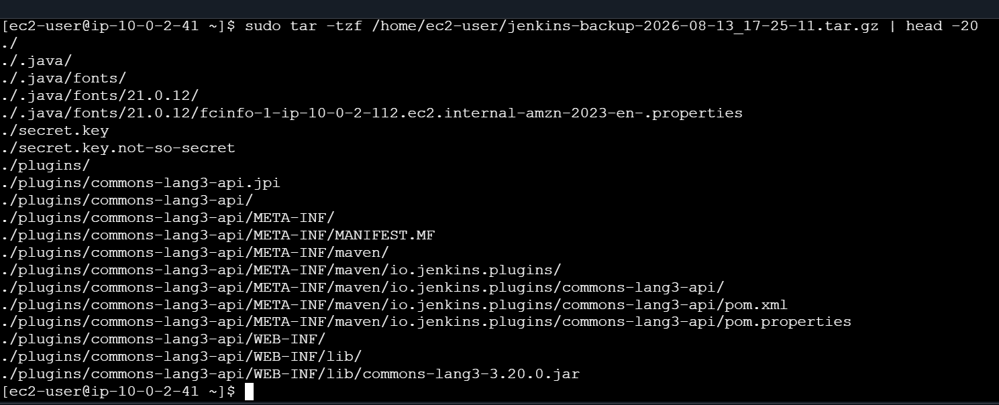 [ec2-user@ip-10-0-2-41 ~]$ sudo tar -tzf /home/ec2-user/jenkins-backup-2026-08-13_17-25-11.tar.gz | head -20
./
./.java/
./.java/fonts/
./.java/fonts/21.0.12/
./.java/fonts/21.0.12/fcinfo-1-ip-10-0-2-112.ec2.internal-amzn-2023-en-.properties
./secret.key
./secret.key.not-so-secret
./plugins/
./plugins/commons-lang3-api.jpi
./plugins/commons-lang3-api/
./plugins/commons-lang3-api/META-INF/
./plugins/commons-lang3-api/META-INF/MANIFEST.MF
./plugins/commons-lang3-api/META-INF/maven/
./plugins/commons-lang3-api/META-INF/maven/io.jenkins.plugins/
./plugins/commons-lang3-api/META-INF/maven/io.jenkins.plugins/commons-lang3-api/
./plugins/commons-lang3-api/META-INF/maven/io.jenkins.plugins/commons-lang3-api/pom.xml
./plugins/commons-lang3-api/META-INF/maven/io.jenkins.plugins/commons-lang3-api/pom.properties
./plugins/commons-lang3-api/WEB-INF/
./plugins/commons-lang3-api/WEB-INF/lib/
./plugins/commons-lang3-api/WEB-INF/lib/commons-lang3-3.20.0.jar
[ec2-user@ip-10-0-2-41 ~]$